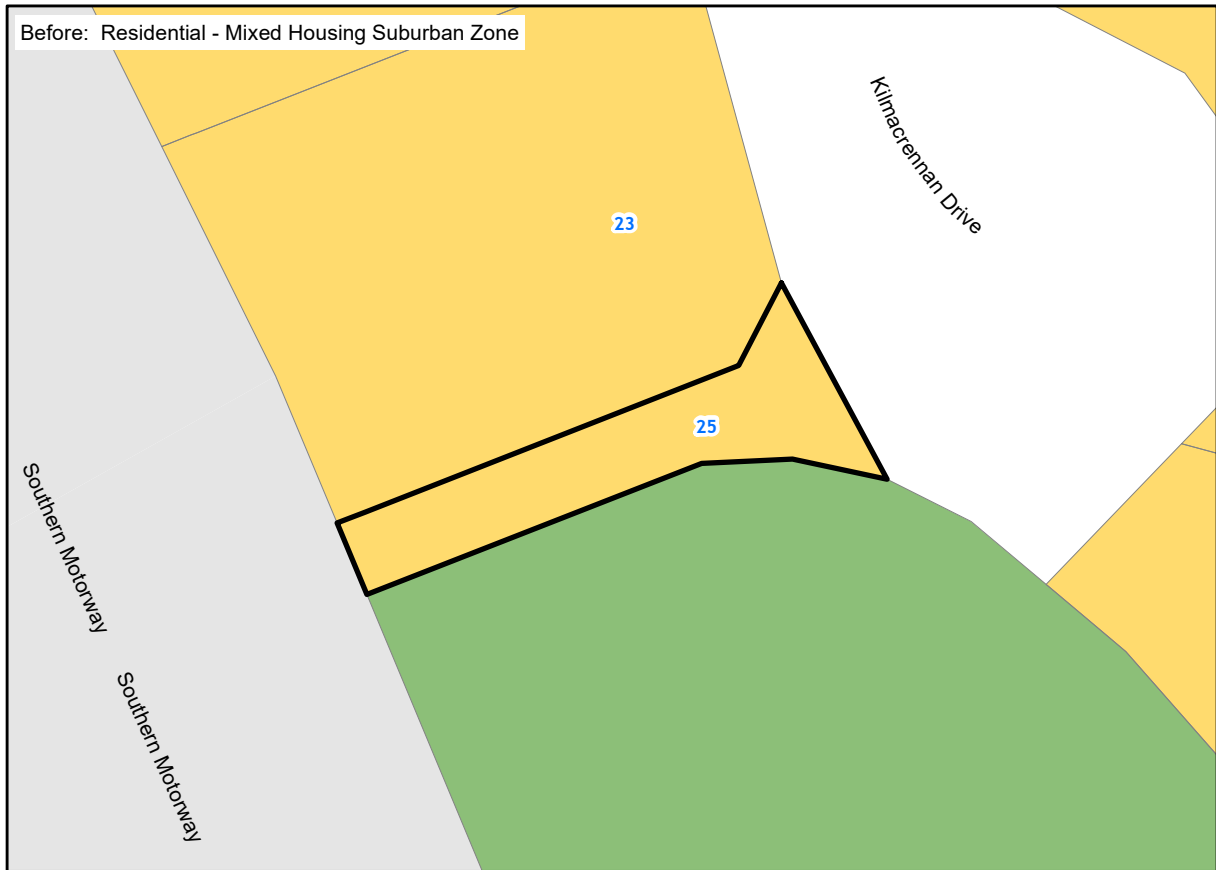 Before:  Residential - Mixed Housing Suburban Zone
Kilmacrennan Drive
23
25
Southern Motorway
Southern Motorway